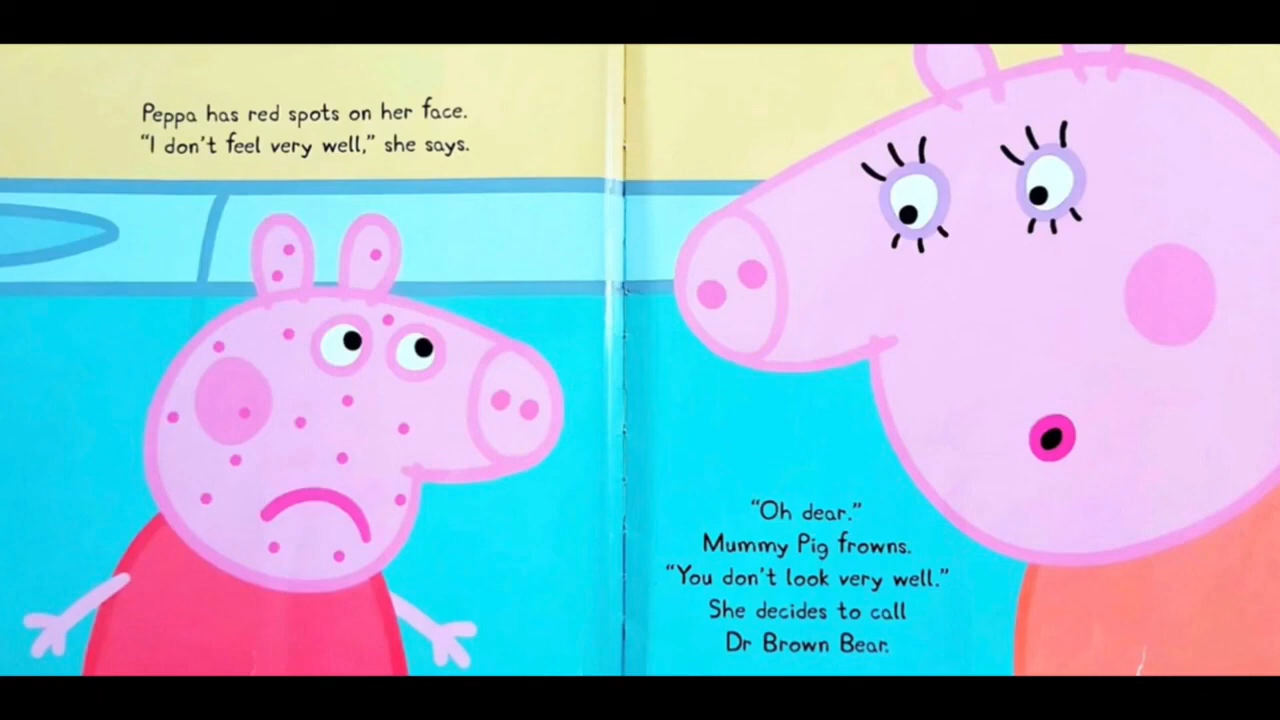 Peppa has red spots on her face.
“I don't feel very well,” she says.
“Oh dear.”
Mummy Pig frowns.
“You don't look very well.”
She decides to call
Dr Brown Bear.